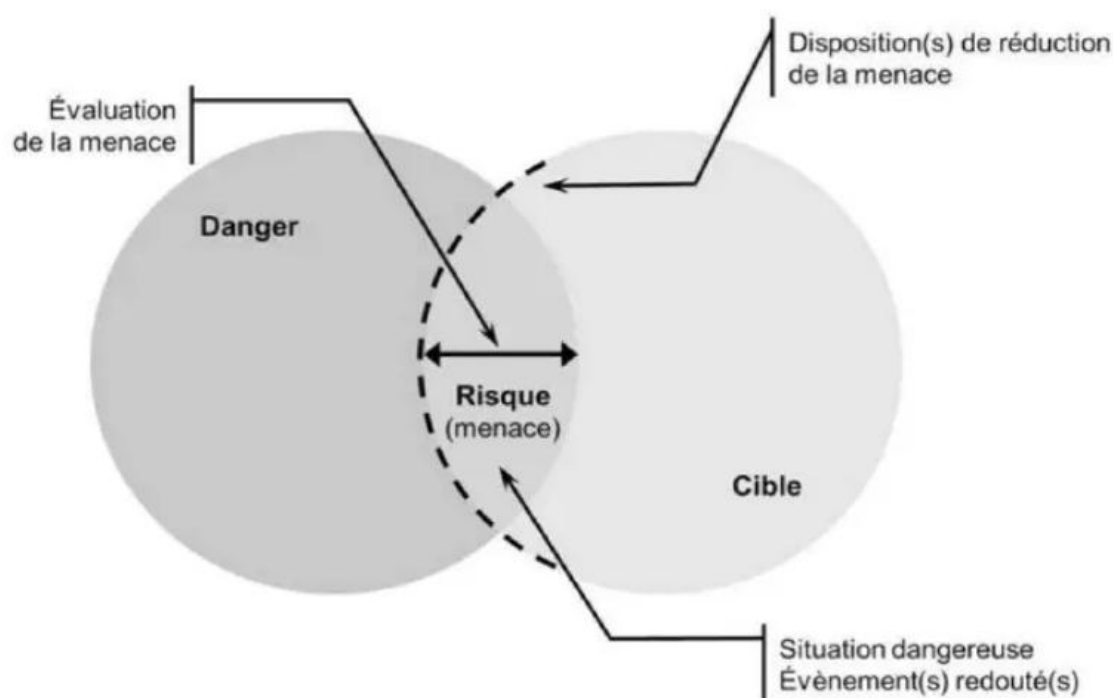 Disposition(s) de réduction
de la menace
Évaluation
de la menace
Danger
Risque
(menace)
Cible
Situation dangereuse
Évènement(s) redouté(s)